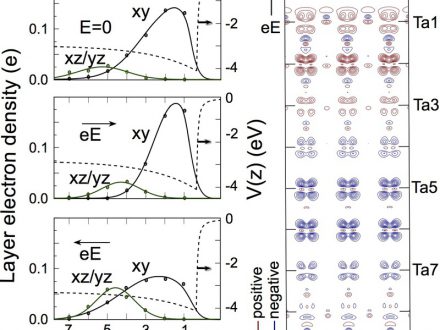 Layer electron density (e)
E=0
xy
xz/yz
0.1
0.0
-2
-4
eE
xy
xz/yz
0.1
0.0
0
-2
-4
V(z) (eV)
eE
xy
xz/yz
0.1
0.0
0
-2
-4
7
5
3
1
eE
Ta1
Ta3
Ta5
Ta7
positive
negative